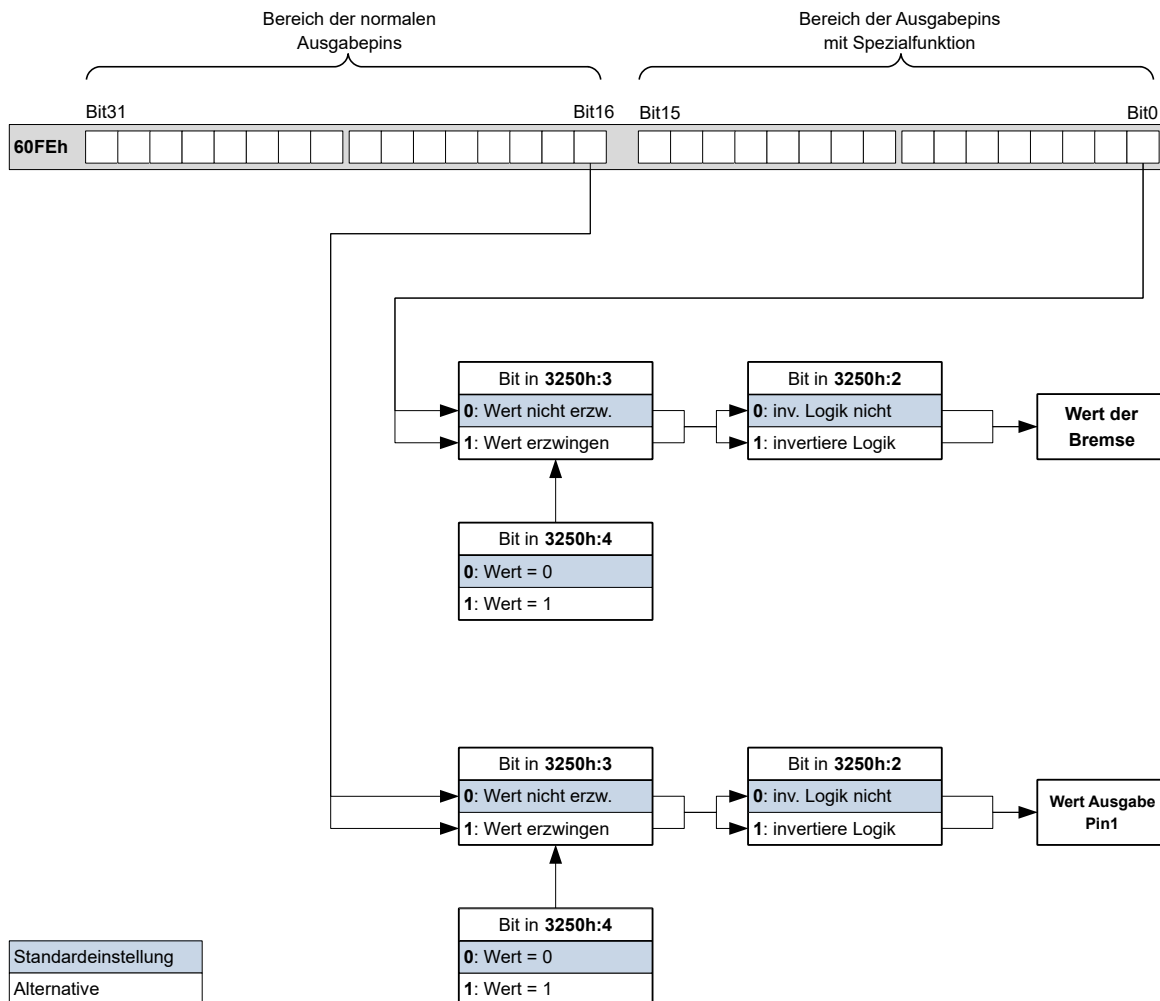 Bereich der normalen
Ausgabepins
Bereich der Ausgabepins
mit Spezialfunktion
Bit31
Bit16
Bit15
Bit0
60FEh
Bit in 3250h:3
0: Wert nicht erzw.
1: Wert erzwingen
Bit in 3250h:2
0: inv. Logik nicht
1: invertiere Logik
Wert der
Bremse
Bit in 3250h:4
0: Wert = 0
1: Wert = 1
Bit in 3250h:3
0: Wert nicht erzw.
1: Wert erzwingen
Bit in 3250h:2
0: inv. Logik nicht
1: invertiere Logik
Wert Ausgabe
Pin1
Bit in 3250h:4
0: Wert = 0
1: Wert = 1
Standardeinstellung
Alternative